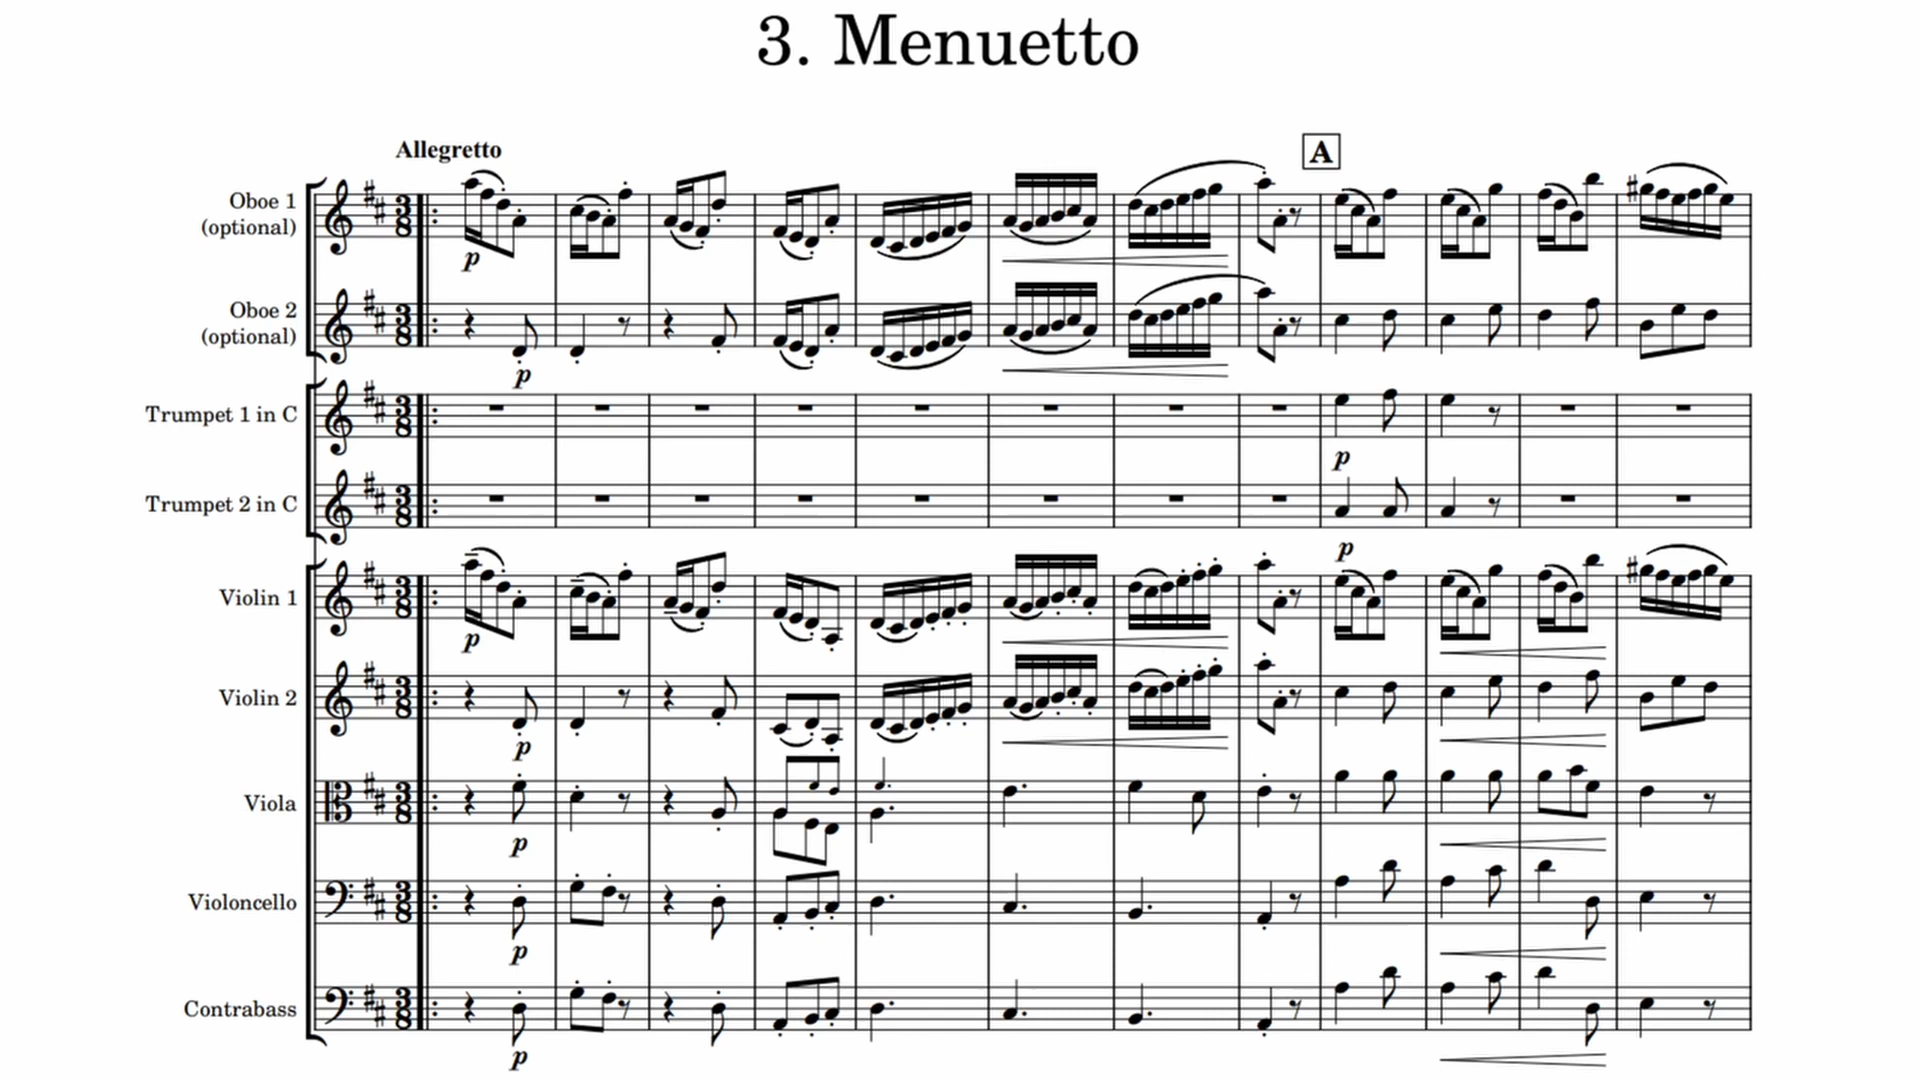 3. Menuetto
Allegretto
A
Oboe 1
(optional)
p
Oboe 2
(optional)
p
Trumpet 1 in C
p
Trumpet 2 in C
p
Violin 1
p
Violin 2
p
Viola
p
Violoncello
p
Contrabass
p